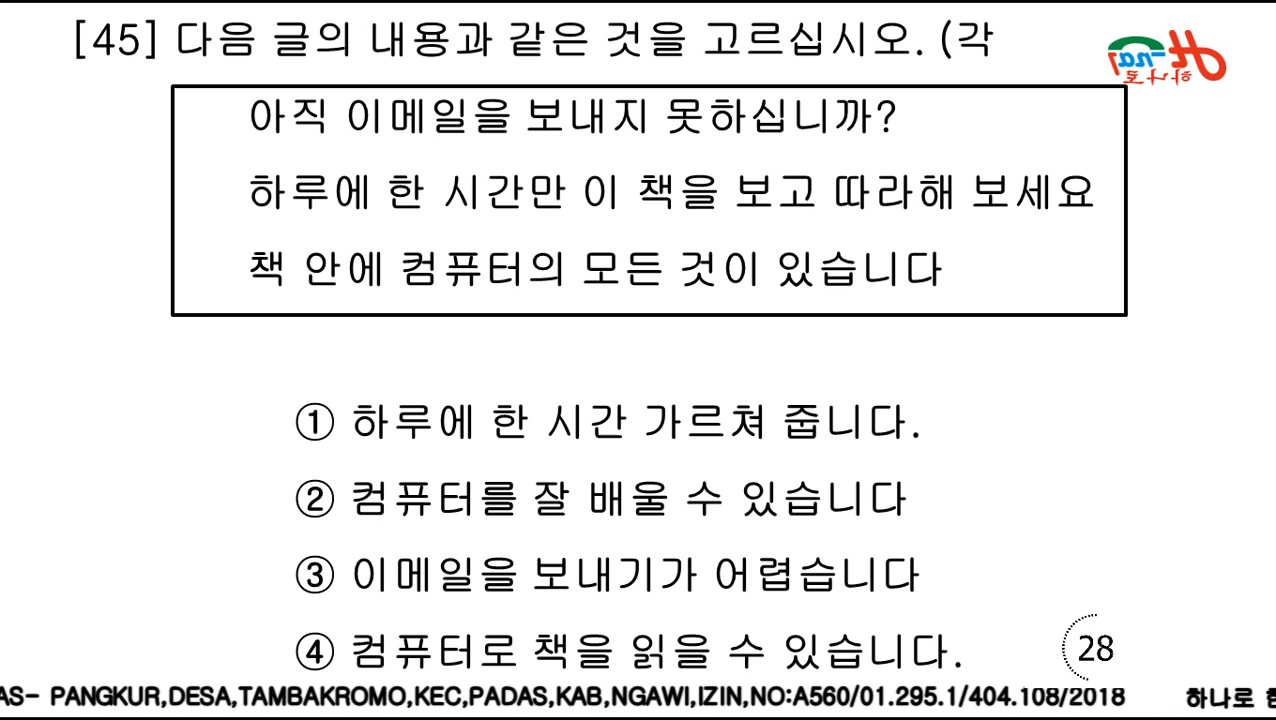 [45] 다음 글의 내용과 같은 것을 고르십시오. (각
H-na
하나로
아직 이메일을 보내지 못하십니까?
하루에 한 시간만 이 책을 보고 따라해 보세요
책 안에 컴퓨터의 모든 것이 있습니다
① 하루에 한 시간 가르쳐 줍니다.
② 컴퓨터를 잘 배울 수 있습니다
③ 이메일을 보내기가 어렵습니다
④ 컴퓨터로 책을 읽을 수 있습니다.
28
AS- PANGKUR,DESA,TAMBAKROMO,KEC,PADAS,KAB,NGAWI,IZIN,NO:A560/01.295.1/404.108/2018 하나로